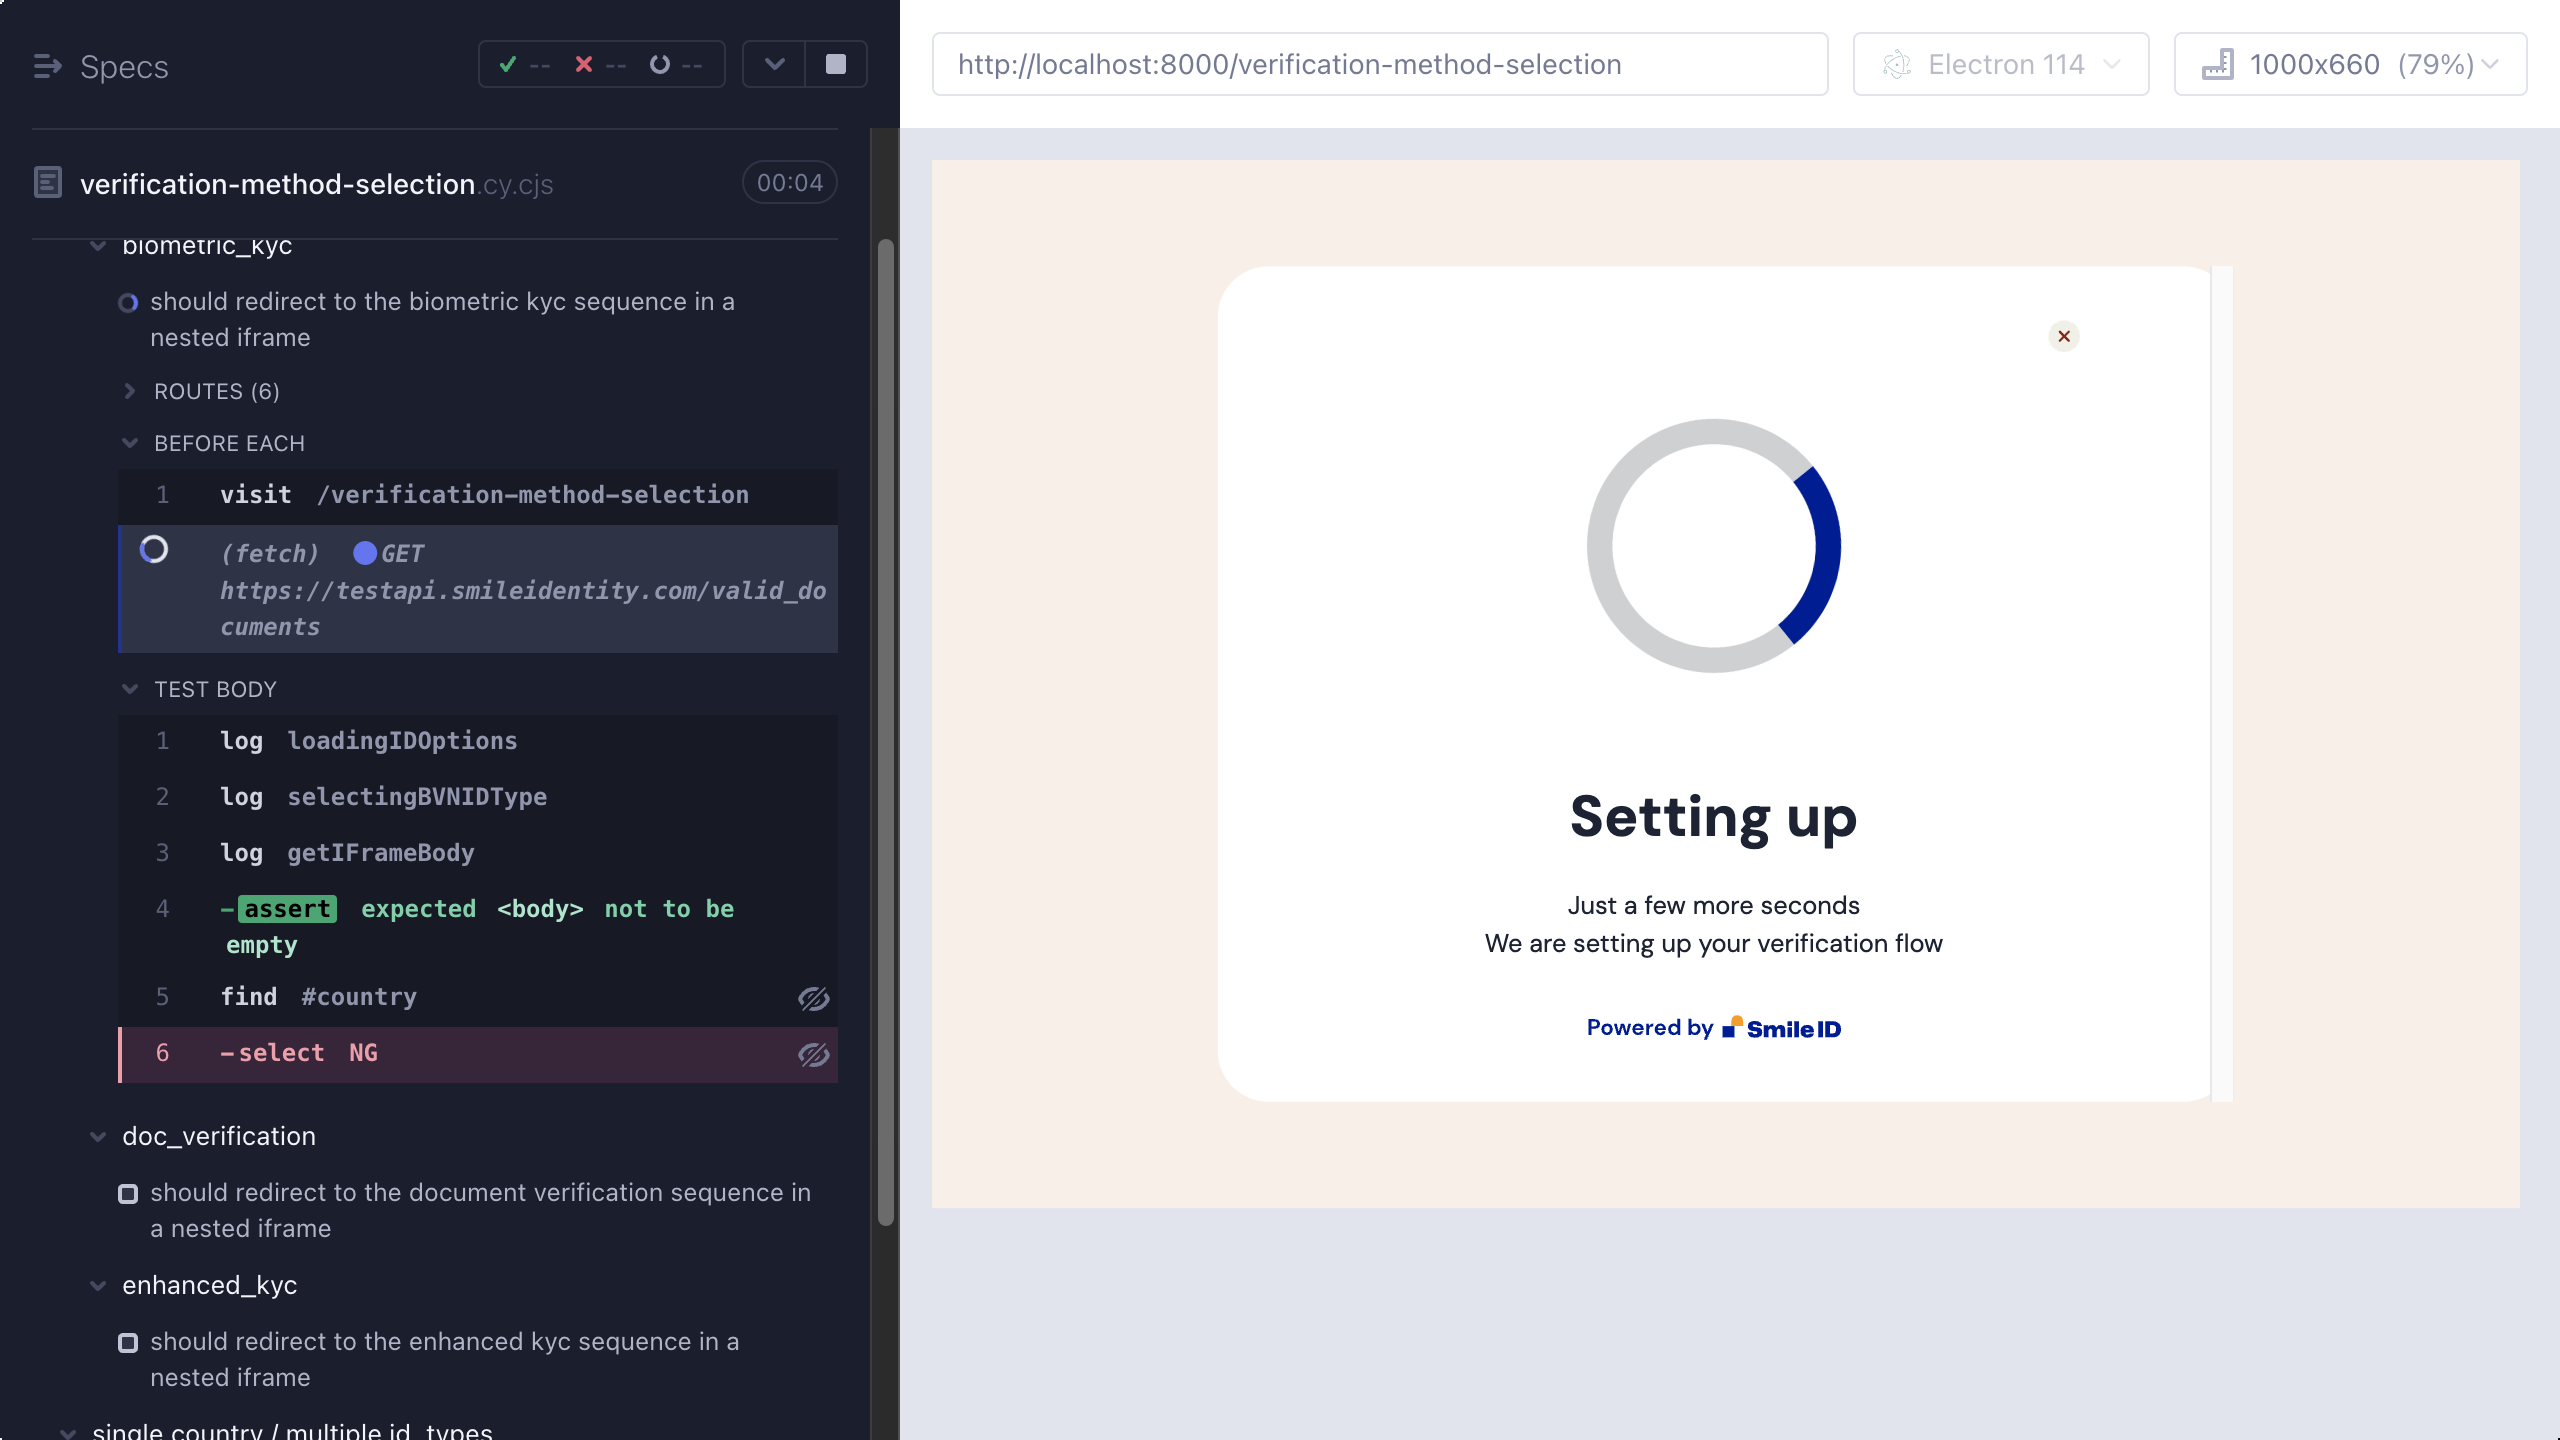 Specs
--
--
--
verification-method-selection.cy.cjs
00:04
biometric_kyc
should redirect to the biometric kyc sequence in a
nested iframe
ROUTES (6)
BEFORE EACH
1 visit /verification-method-selection
(fetch) GET
https://testapi.smileidentity.com/valid_do
cuments
TEST BODY
1 log loadingIDOptions
2 log selectingBVNIDType
3 log getIFrameBody
4 -assert expected <body> not to be
empty
5 find #country
6 -select NG
doc_verification
should redirect to the document verification sequence in
a nested iframe
enhanced_kyc
should redirect to the enhanced kyc sequence in a
nested iframe
single country / multiple id_types
http://localhost:8000/verification-method-selection
Electron 114
1000x660 (79%)
Setting up
Just a few more seconds
We are setting up your verification flow
Powered by Smile ID